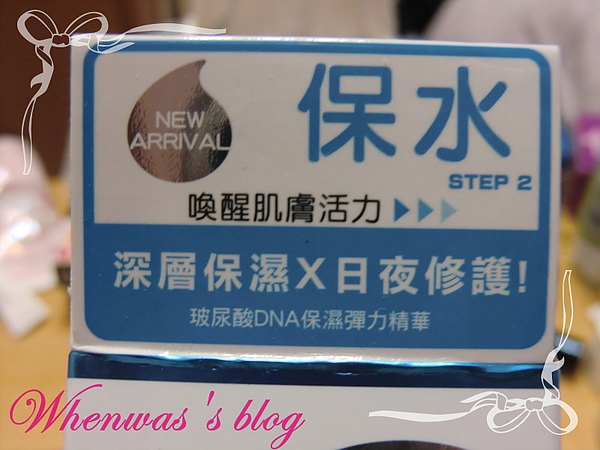 NEW
ARRIVAL
保水
STEP 2
喚醒肌膚活力
深層保濕X日夜修護!
玻尿酸DNA保濕彈力精華
Whenwas 's blog